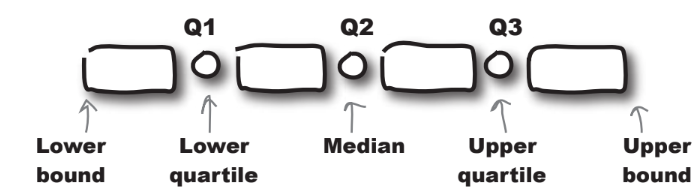 Q1 Q2 Q3
Lower Lower Median Upper Upper
bound quartile quartile bound